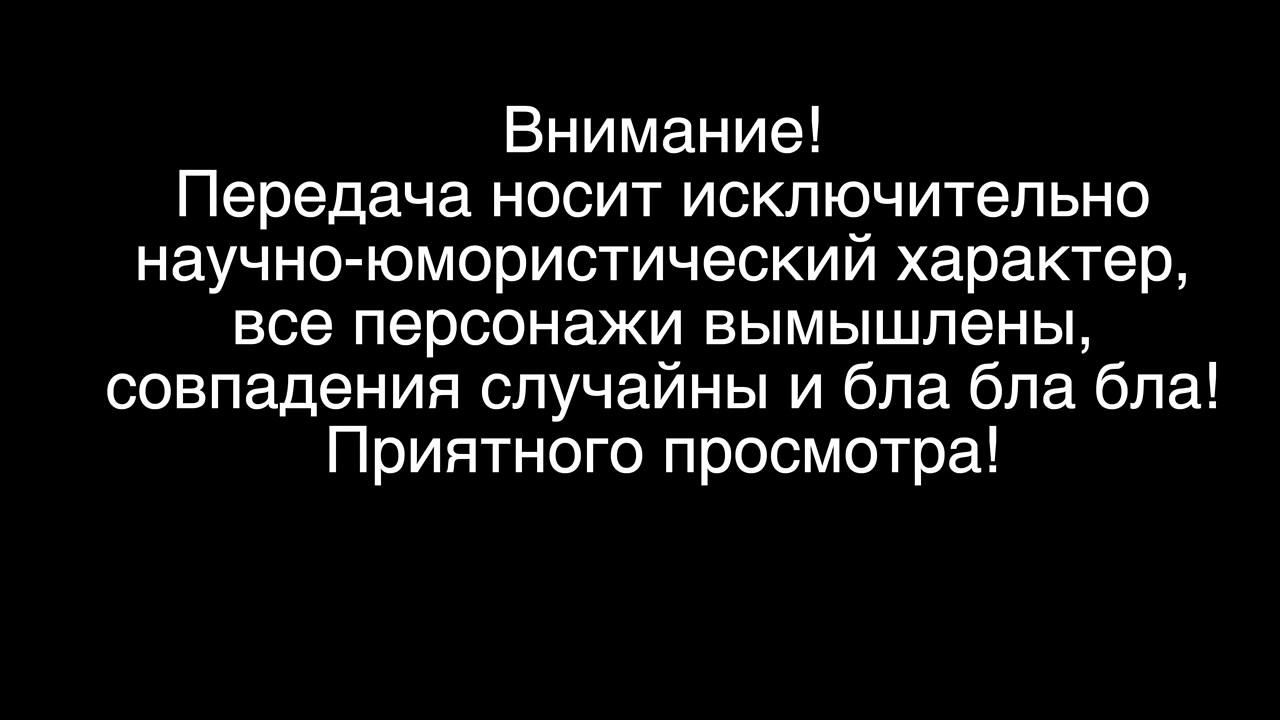 Внимание!
Передача носит исключительно
научно-юмористический характер,
все персонажи вымышлены,
совпадения случайны и бла бла бла!
Приятного просмотра!